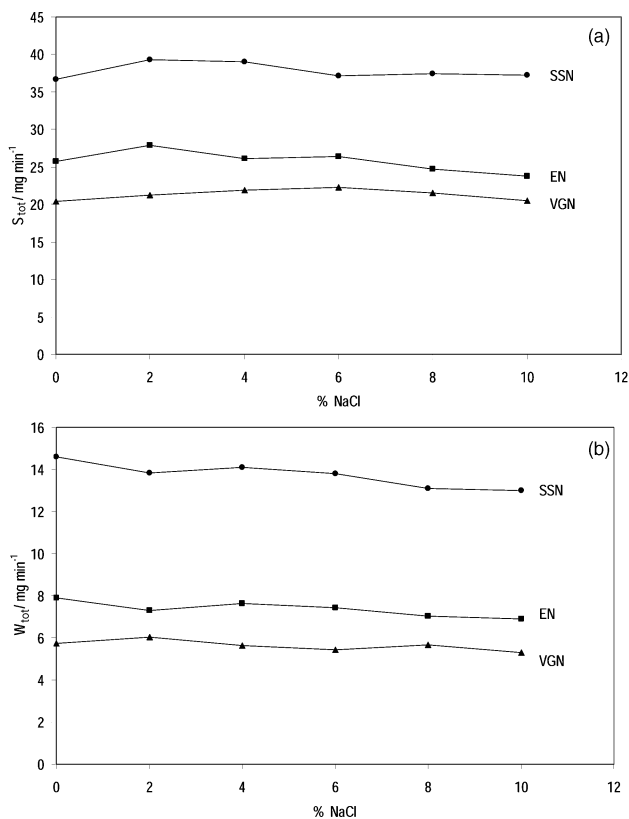 (a)
45
40
35
30
25
20
15
10
5
0
S_tot / mg min^-1
SSN
EN
VGN
0 2 4 6 8 10 12
% NaCl
(b)
16
14
12
10
8
6
4
2
0
W_tot / mg min^-1
SSN
EN
VGN
0 2 4 6 8 10 12
% NaCl